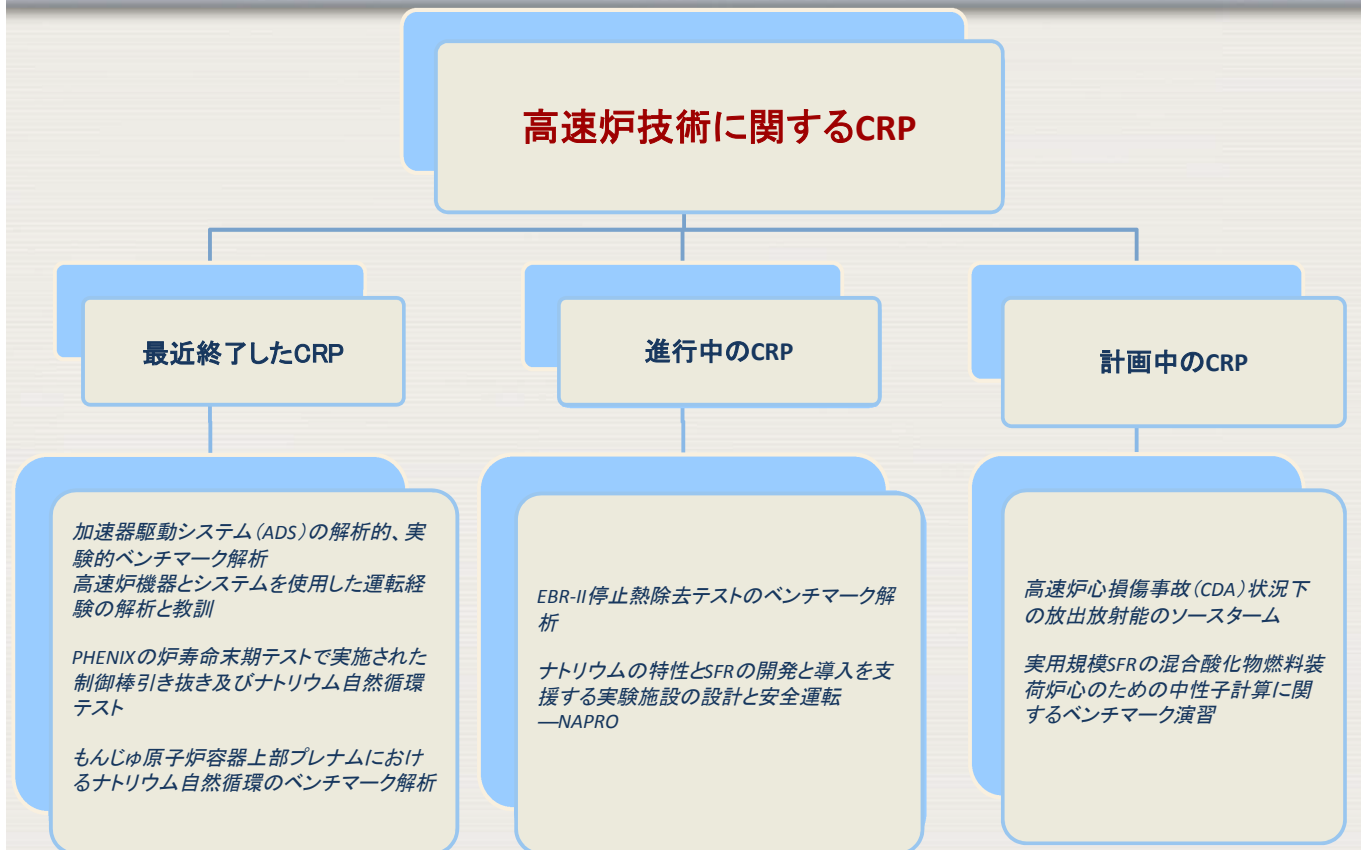 高速炉技術に関するCRP
最近終了したCRP
進行中のCRP
計画中のCRP
加速器駆動システム（ADS）の解析的、実
験的ベンチマーク解析
高速炉機器とシステムを使用した運転経
験の解析と教訓
PHENIXの炉寿命末期テストで実施された
制御棒引き抜き及びナトリウム自然循環
テスト
もんじゅ原子炉容器上部プレナムにおけ
るナトリウム自然循環のベンチマーク解析
EBR-II停止熱除去テストのベンチマーク解
析
ナトリウムの特性とSFRの開発と導入を支
援する実験施設の設計と安全運転
―NAPRO
高速炉心損傷事故（CDA）状況下
の放出放射能のソースターム
実用規模SFRの混合酸化物燃料装
荷炉心のための中性子計算に関
するベンチマーク演習